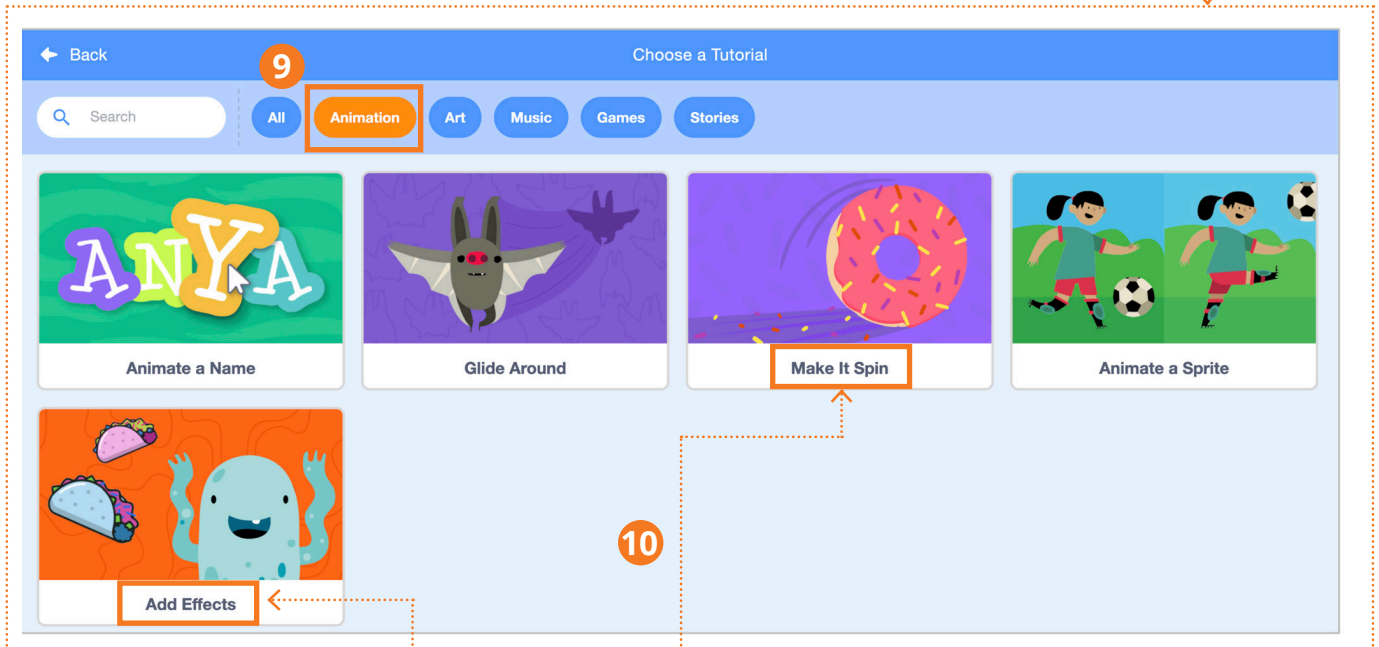 Back
Choose a Tutorial
9
Search
All
Animation
Art
Music
Games
Stories
ANYA
Animate a Name
Glide Around
Make It Spin
Animate a Sprite
10
Add Effects